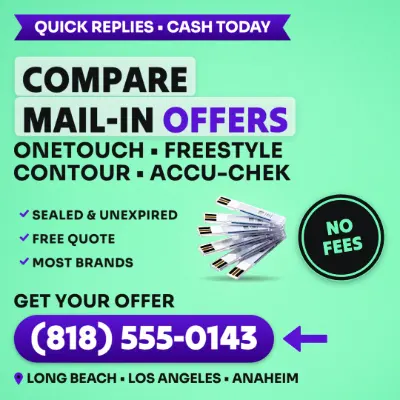 QUICK REPLIES • CASH TODAY
COMPARE
MAIL-IN OFFERS
ONETOUCH • FREESTYLE
CONTOUR • ACCU-CHEK
SEALED & UNEXPIRED
FREE QUOTE
MOST BRANDS
NO
FEES
GET YOUR OFFER
(818) 555-0143
LONG BEACH • LOS ANGELES • ANAHEIM